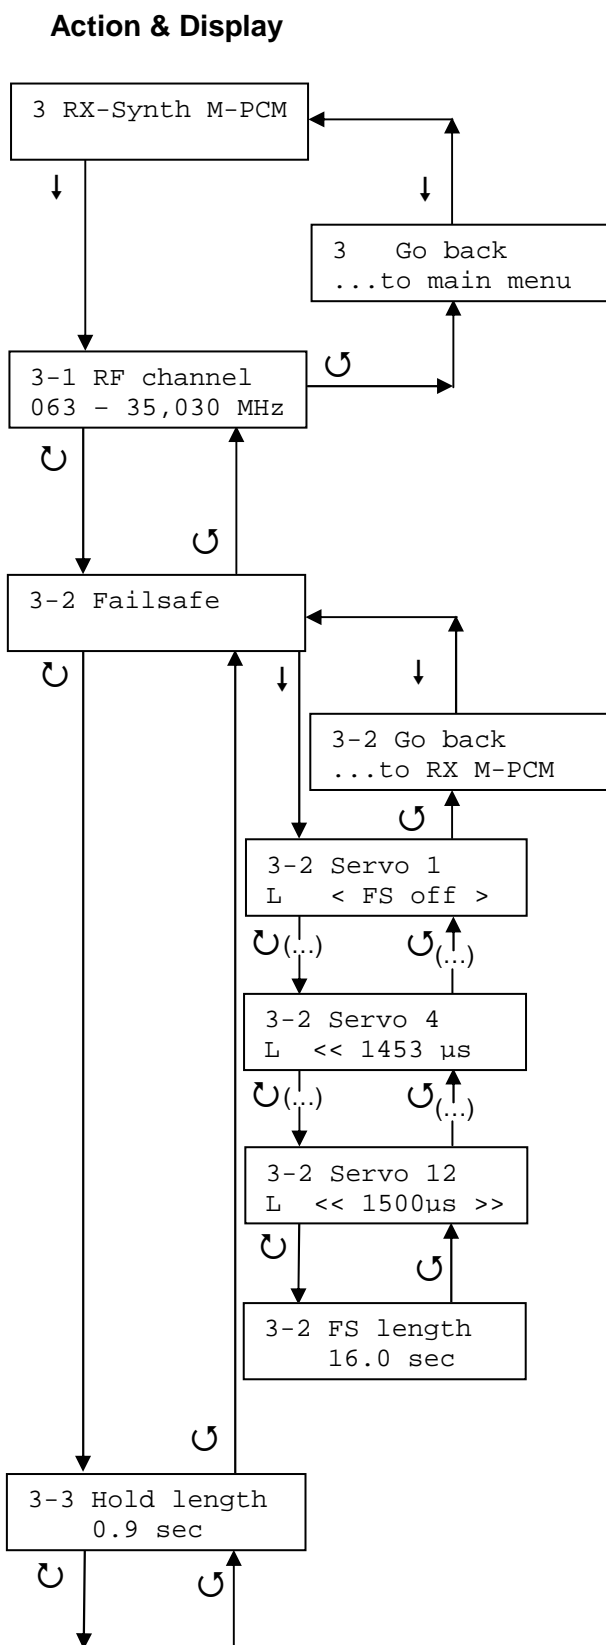 Action & Display
3 RX-Synth M-PCM
3   Go back
...to main menu
3-1 RF channel
063 – 35,030 MHz
3-2 Failsafe
3-2 Go back
...to RX M-PCM
3-2 Servo 1
L   < FS off >
(...)
(...)
3-2 Servo 4
L  << 1453 µs
(...)
(...)
3-2 Servo 12
L  << 1500µs >>
3-2 FS length
16.0 sec
3-3 Hold length
0.9 sec